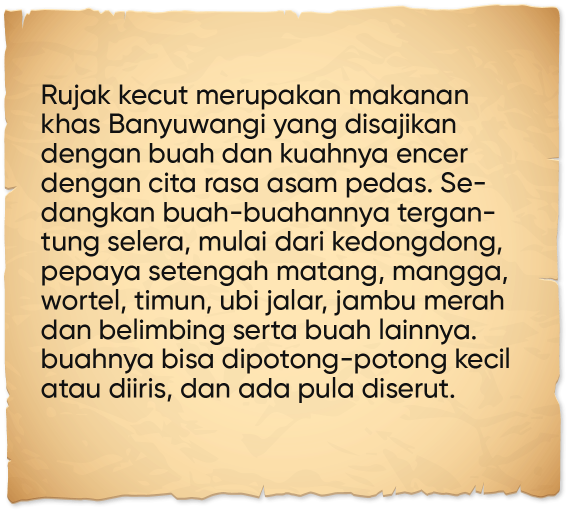 Rujak kecut merupakan makanan
khas Banyuwangi yang disajikan
dengan buah dan kuahnya encer
dengan cita rasa asam pedas. Se-
dangkan buah-buahannya tergan-
tung selera, mulai dari kedongdong,
pepaya setengah matang, mangga,
wortel, timun, ubi jalar, jambu merah
dan belimbing serta buah lainnya.
buahnya bisa dipotong-potong kecil
atau diiris, dan ada pula diserut.